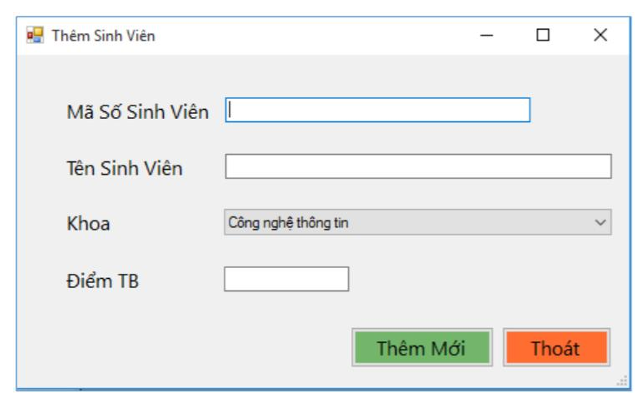 Thêm Sinh Viên
Mã Số Sinh Viên
Tên Sinh Viên
Khoa Công nghệ thông tin
Điểm TB
Thêm Mới Thoát